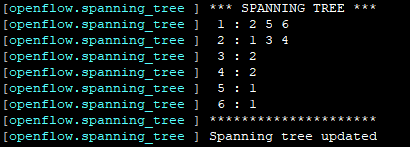 [openflow.spanning_tree ] *** SPANNING TREE ***
[openflow.spanning_tree ]  1 : 2 5 6
[openflow.spanning_tree ]  2 : 1 3 4
[openflow.spanning_tree ]  3 : 2
[openflow.spanning_tree ]  4 : 2
[openflow.spanning_tree ]  5 : 1
[openflow.spanning_tree ]  6 : 1
[openflow.spanning_tree ] *********************
[openflow.spanning_tree ] Spanning tree updated